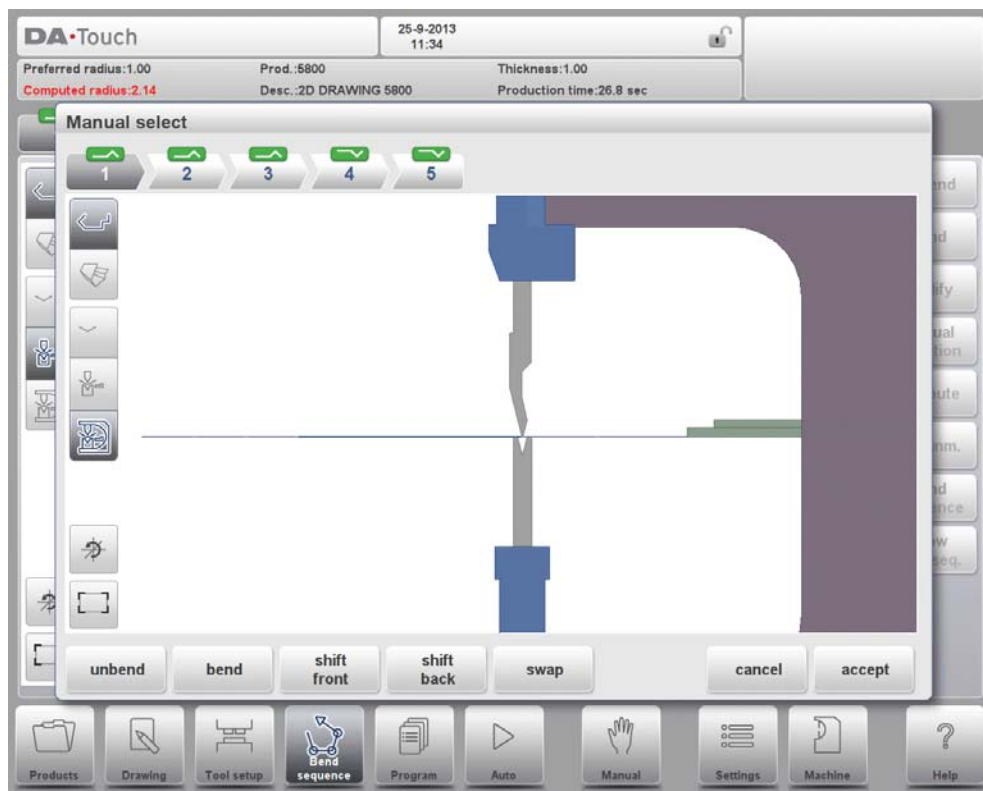 DA·Touch
25-9-2013
11:34
Preferred radius:1.00
Prod.:5800
Thickness:1.00
Computed radius:2.14
Desc.:2D DRAWING 5800
Production time:26.8 sec
Manual select
1
2
3
4
5
unbend
bend
shift
front
shift
back
swap
cancel
accept
Products
Drawing
Tool setup
Bend
sequence
Program
Auto
Manual
Settings
Machine
Help